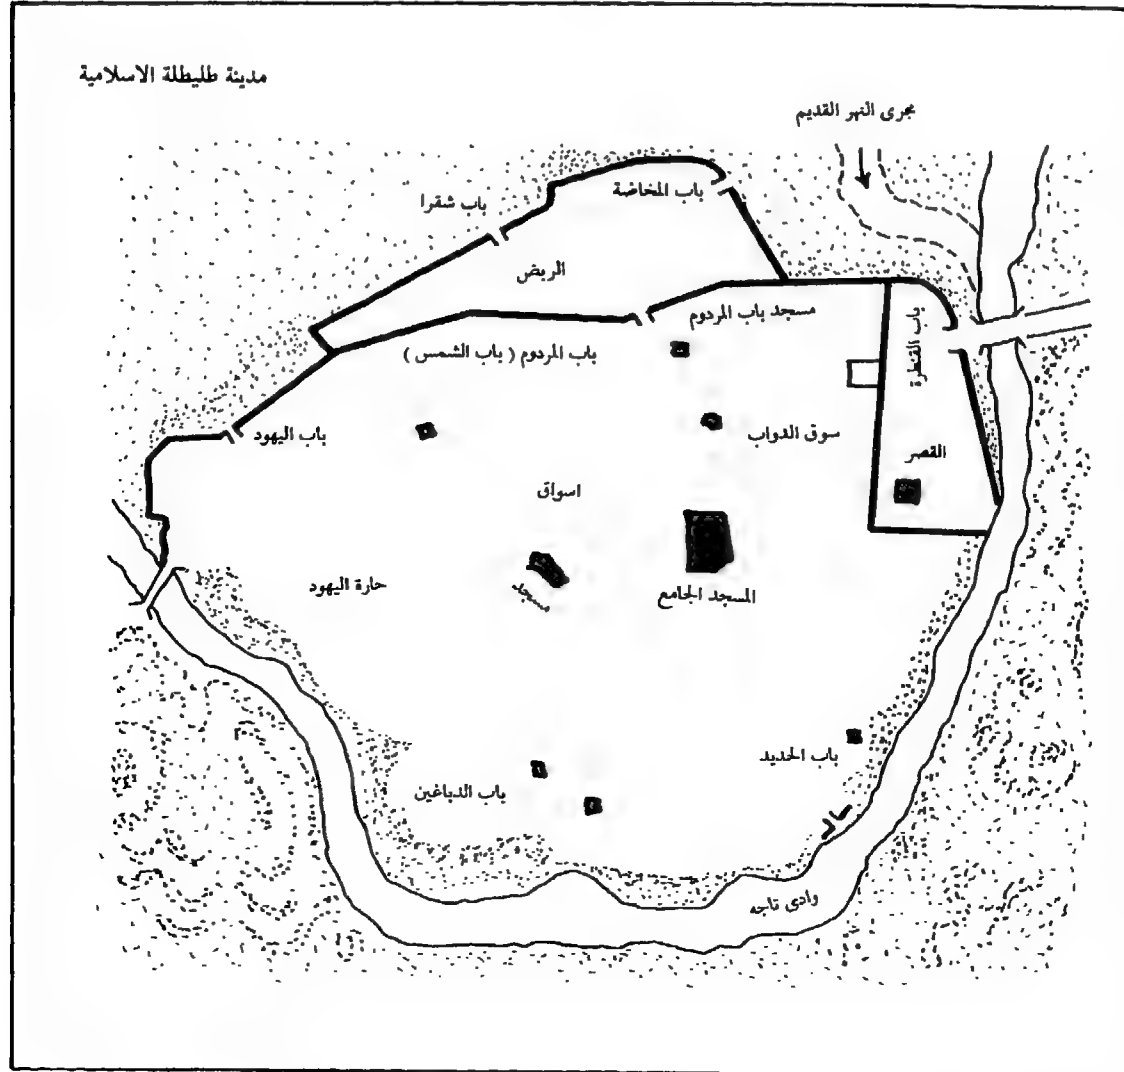 مدينة طليطلة الاسلامية
مجرى النهر القديم
باب المخاضة
باب شقرا
الربض
مسجد باب المردوم
باب القنطرة
باب المردوم ( باب الشمس )
باب اليهود
سوق الدواب
القصر
اسواق
حارة اليهود
مسجد
المسجد الجامع
باب الحديد
باب الدباغين
وادى تاجه